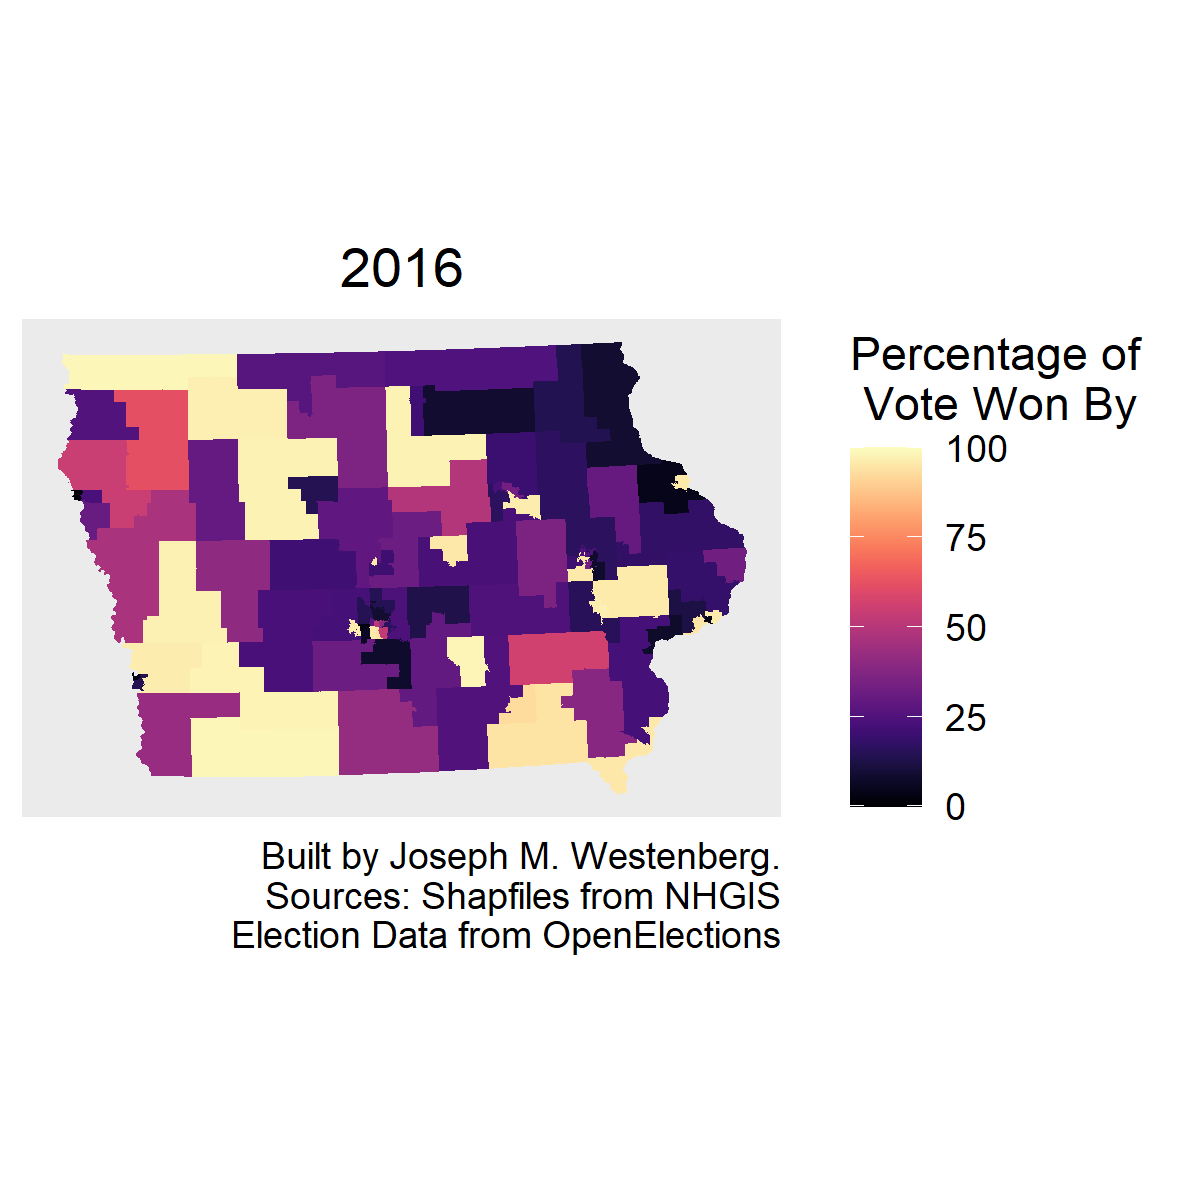 2016
Percentage of
Vote Won By
100
75
50
25
0
Built by Joseph M. Westenberg.
Sources: Shapfiles from NHGIS
Election Data from OpenElections